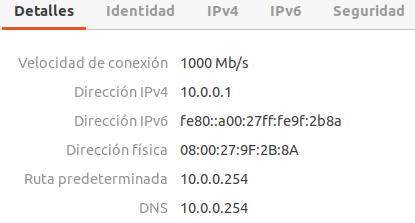 Detalles Identidad IPv4 IPv6 Seguridad
Velocidad de conexión 1000 Mb/s
Dirección IPv4 10.0.0.1
Dirección IPv6 fe80::a00:27ff:fe9f:2b8a
Dirección física 08:00:27:9F:2B:8A
Ruta predeterminada 10.0.0.254
DNS 10.0.0.254